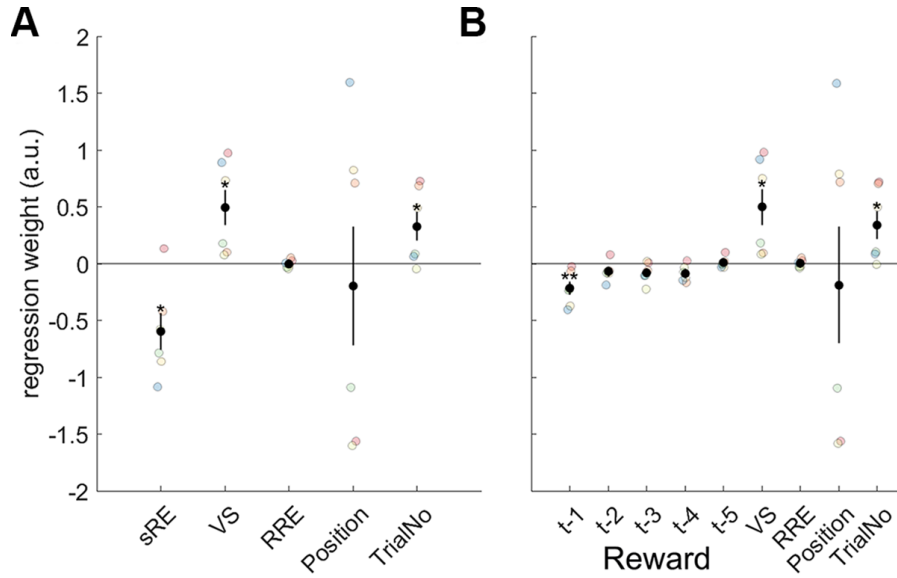 A
B
regression weight (a.u.)
2
1.5
1
0.5
0
-0.5
-1
-1.5
-2
*
*
*
**
*
*
sRE
VS
RRE
Position
TrialNo
t-1
t-2
t-3
t-4
t-5
VS
RRE
Position
TrialNo
Reward